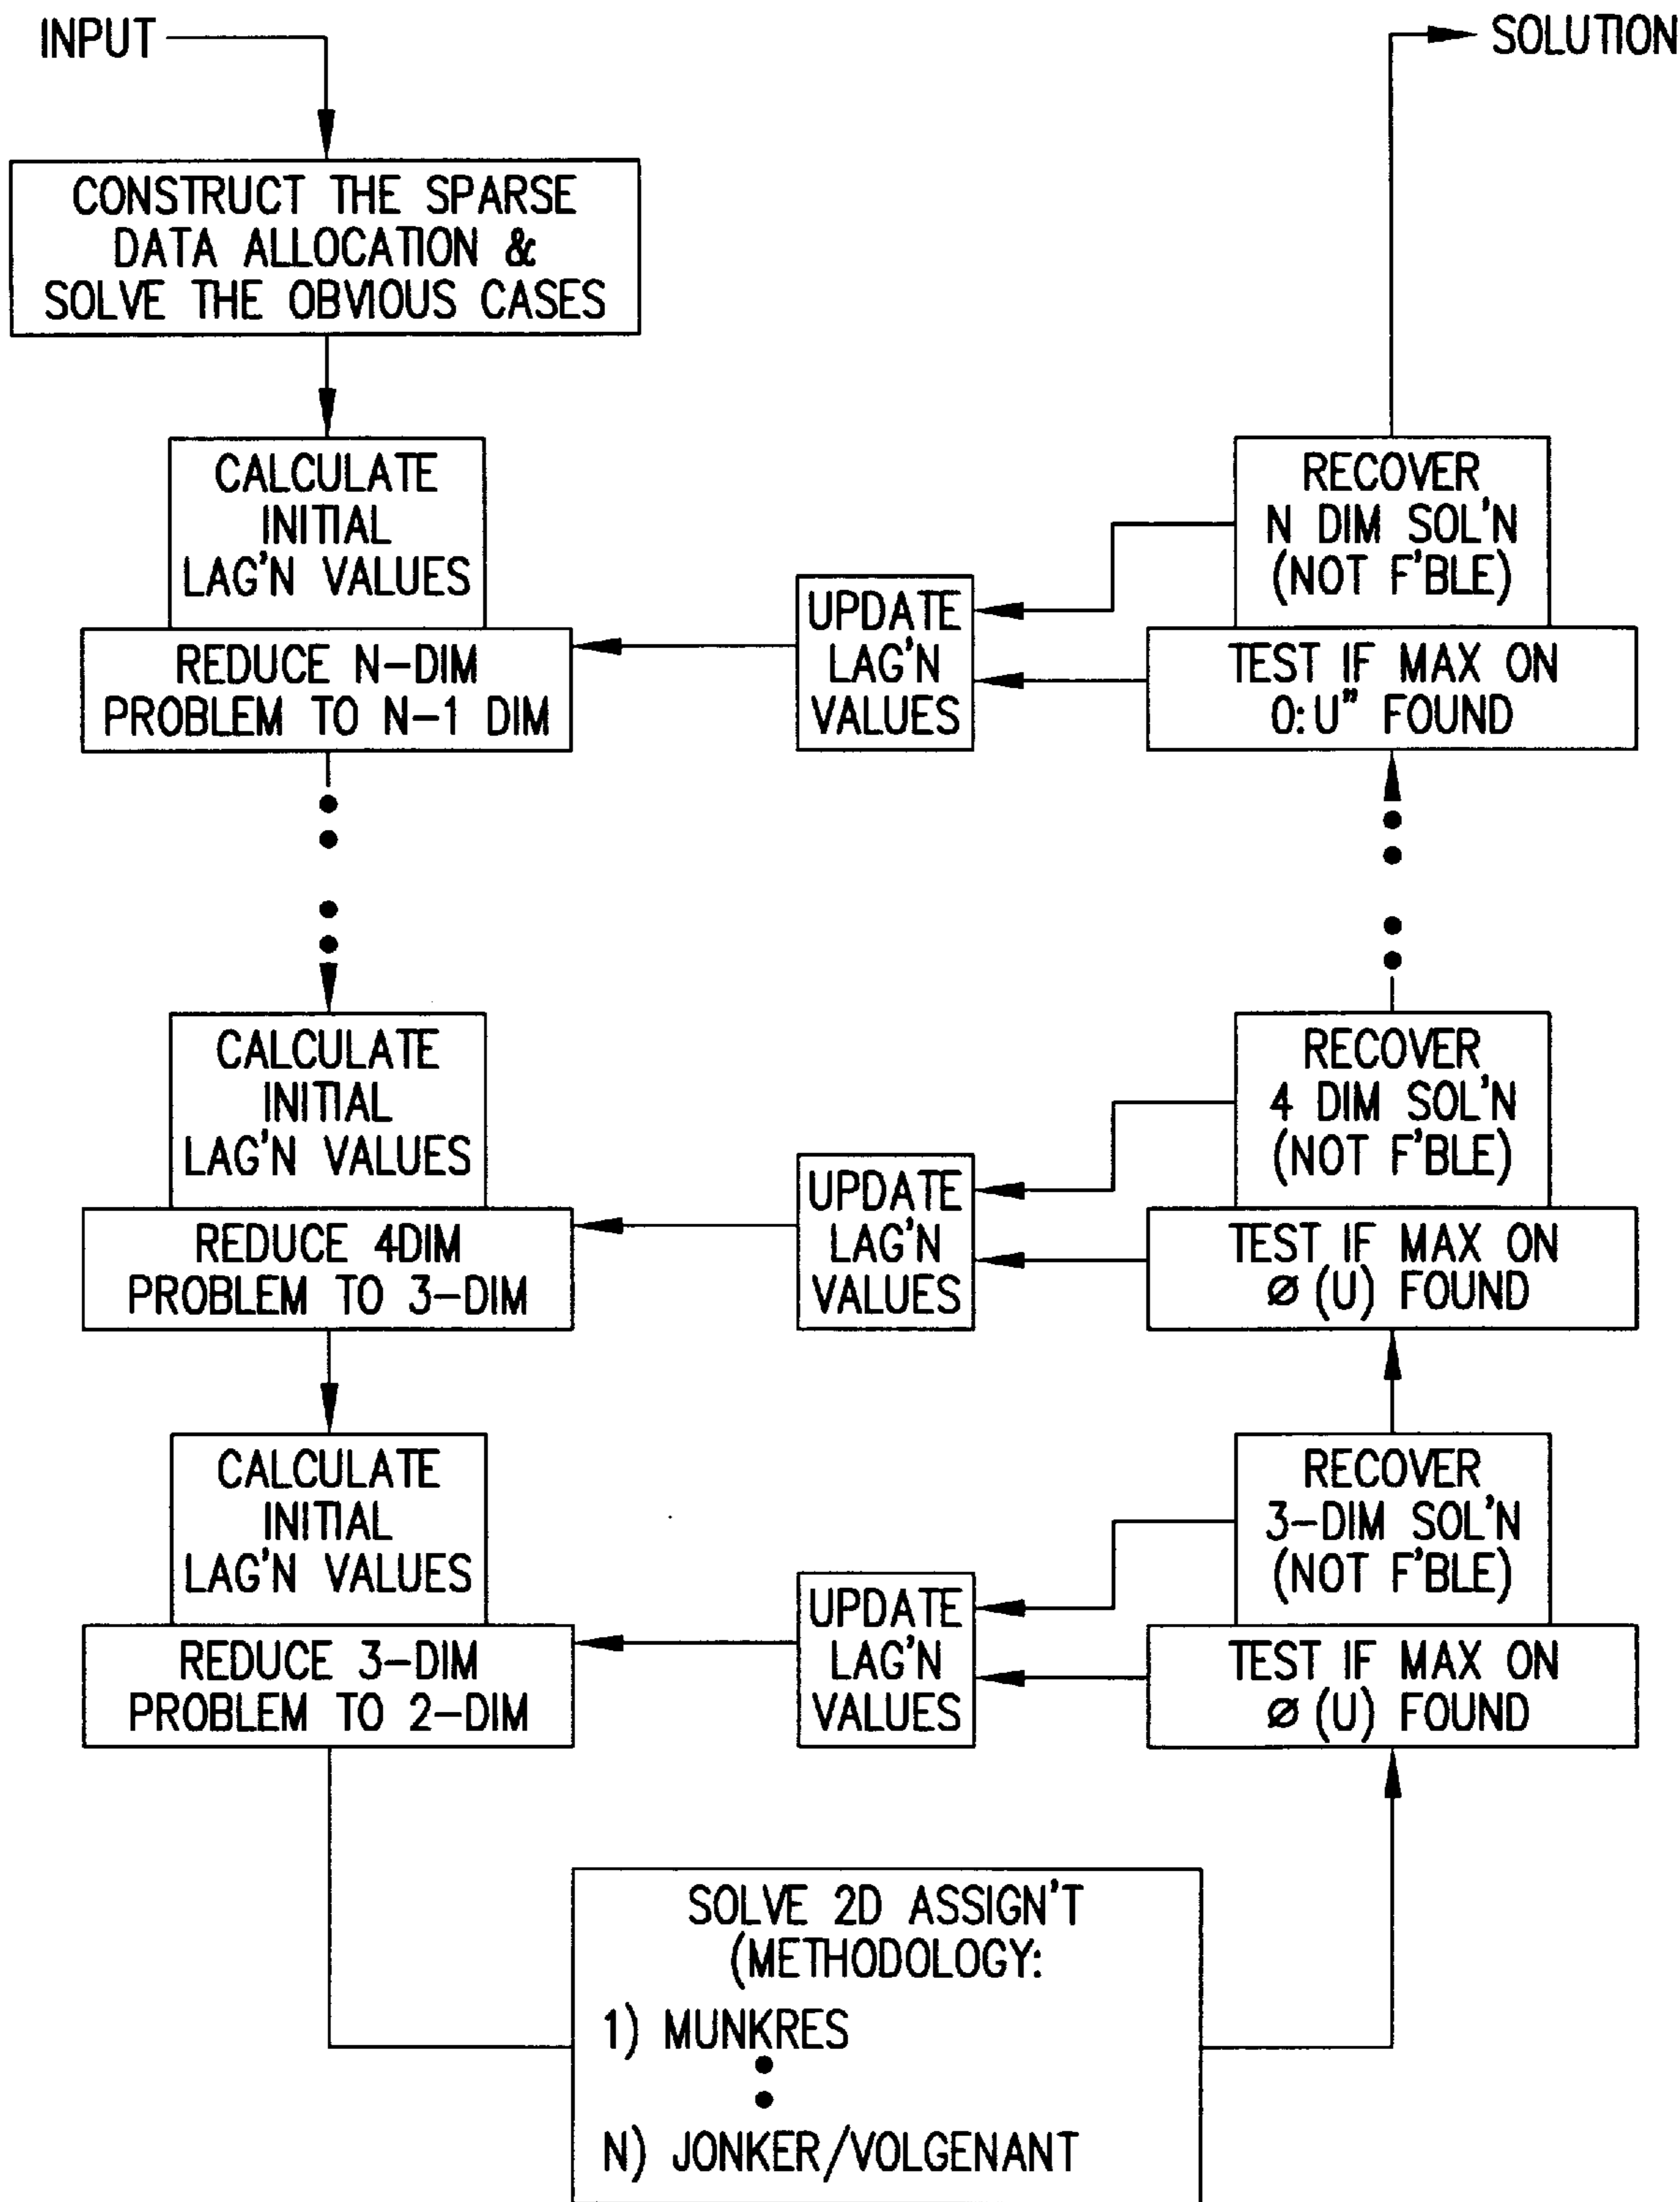 INPUT
SOLUTION
CONSTRUCT THE SPARSE
DATA ALLOCATION &
SOLVE THE OBVIOUS CASES
CALCULATE
INITIAL
LAG'N VALUES
REDUCE N-DIM
PROBLEM TO N-1 DIM
UPDATE
LAG'N
VALUES
RECOVER
N DIM SOL'N
(NOT F'BLE)
TEST IF MAX ON
0:U" FOUND
CALCULATE
INITIAL
LAG'N VALUES
REDUCE 4DIM
PROBLEM TO 3-DIM
UPDATE
LAG'N
VALUES
RECOVER
4 DIM SOL'N
(NOT F'BLE)
TEST IF MAX ON
Ø (U) FOUND
CALCULATE
INITIAL
LAG'N VALUES
REDUCE 3-DIM
PROBLEM TO 2-DIM
UPDATE
LAG'N
VALUES
RECOVER
3-DIM SOL'N
(NOT F'BLE)
TEST IF MAX ON
Ø (U) FOUND
SOLVE 2D ASSIGN'T
(METHODOLOGY:
1) MUNKRES
N) JONKER/VOLGENANT